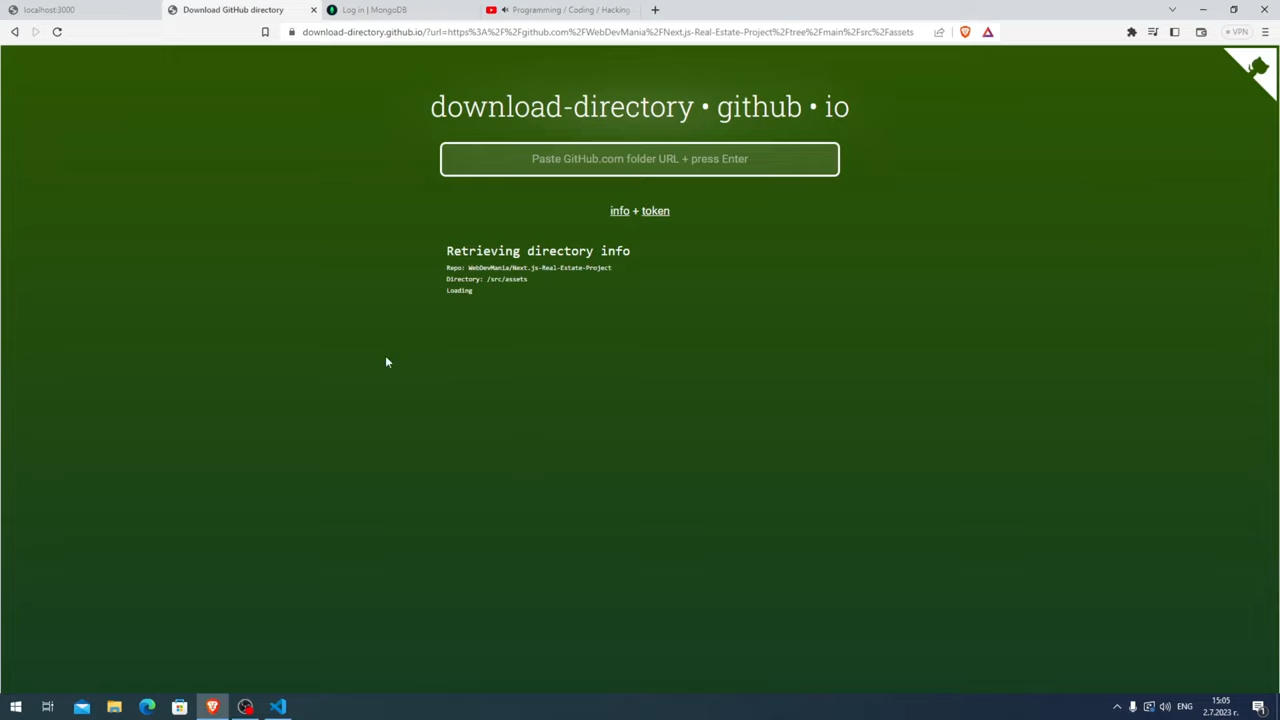 localhost:3000
Download GitHub directory
Log in | MongoDB
Programming / Coding / Hacking
download-directory.github.io/?url=https%3A%2F%2Fgithub.com%2FWebDevMania%2FNext.js-Real-Estate-Project%2Ftree%2Fmain%2Fsrc%2Fassets
VPN
download-directory • github • io
Paste GitHub.com folder URL + press Enter
info + token
Retrieving directory info
Repo: WebDevMania/Next.js-Real-Estate-Project
Directory: /src/assets
Loading
ENG
15:05
2.7.2023 г.
1